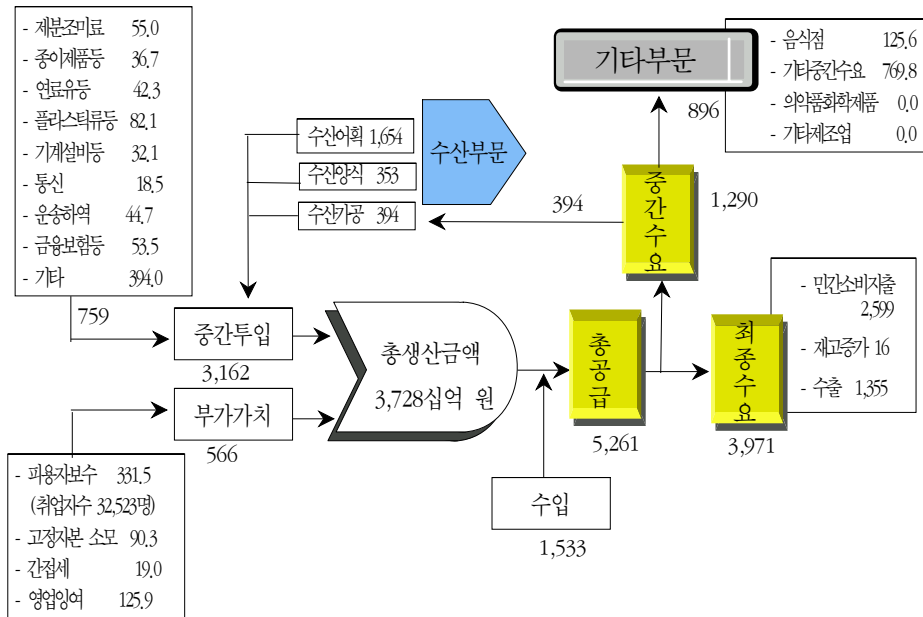 - 제분조미료 55.0
- 종이제품등 36.7
- 연료유등 42.3
- 플라스틱류등 82.1
- 기계설비등 32.1
- 통신 18.5
- 운송하역 44.7
- 금융보험등 53.5
- 기타 394.0
759
수산어획 1,654
수산양식 353
수산가공 394
수산부문
기타부문
896
- 음식점 125.6
- 기타중간수요 769.8
- 의약품화학제품 0.0
- 기타제조업 0.0
중간수요
1,290
394
중간투입
3,162
부가가치
566
총생산금액
3,728십억 원
총공급
5,261
최종수요
3,971
- 민간소비지출
2,599
- 재고증가 16
- 수출 1,355
수입
1,533
- 피용자보수 331.5
(취업자수 32,523명)
- 고정자본 소모 90.3
- 간접세 19.0
- 영업잉여 125.9